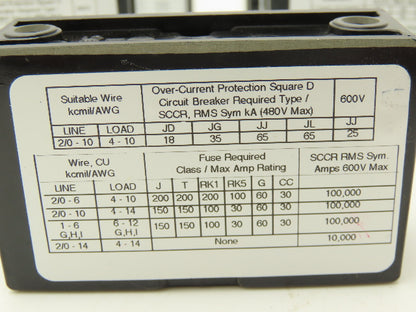 Suitable Wire kcmil/AWG Over-Current Protection Square D Circuit Breaker Required Type / SCCR, RMS Sym kA (480V Max) 600V
LINE LOAD JD JG JJ JL JJ
2/0 - 10 4 - 10 18 35 65 65 25
Wire, CU kcmil/AWG Fuse Required Class / Max Amp Rating SCCR RMS Sym. Amps 600V Max
LINE LOAD J T RK1 RK5 G CC
2/0 - 6 4 - 10 200 200 200 100 60 30 100,000
2/0 - 10 4 - 10 150 150 100 30 60 30 100,000
1 - 6 G,H,I 6 - 12 G,H,I 150 150 100 30 60 30 100,000
2/0 - 14 4 - 14 None 10,000